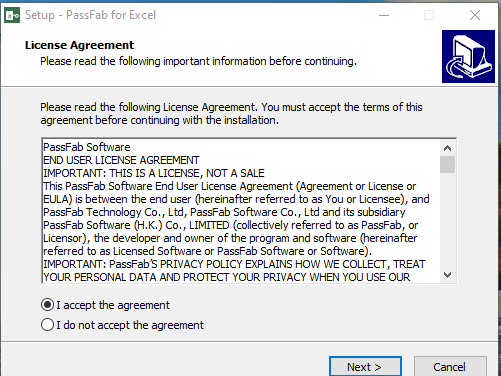 Setup - PassFab for Excel
License Agreement
Please read the following important information before continuing.
Please read the following License Agreement. You must accept the terms of this
agreement before continuing with the installation.
PassFab Software
END USER LICENSE AGREEMENT
IMPORTANT: THIS IS A LICENSE, NOT A SALE
This PassFab Software End User License Agreement (Agreement or License or
EULA) is between the end user (hereinafter referred to as You or Licensee), and
PassFab Technology Co., Ltd, PassFab Software Co., Ltd and its subsidiary
PassFab Software (H.K.) Co., LIMITED (collectively referred to as PassFab, or
Licensor), the developer and owner of the program and software (hereinafter
referred to as Licensed Software or PassFab Software or Software).
IMPORTANT: PassFab'S PRIVACY POLICY EXPLAINS HOW WE COLLECT, TREAT
YOUR PERSONAL DATA AND PROTECT YOUR PRIVACY WHEN YOU USE OUR
I accept the agreement
I do not accept the agreement
Next >
Cancel